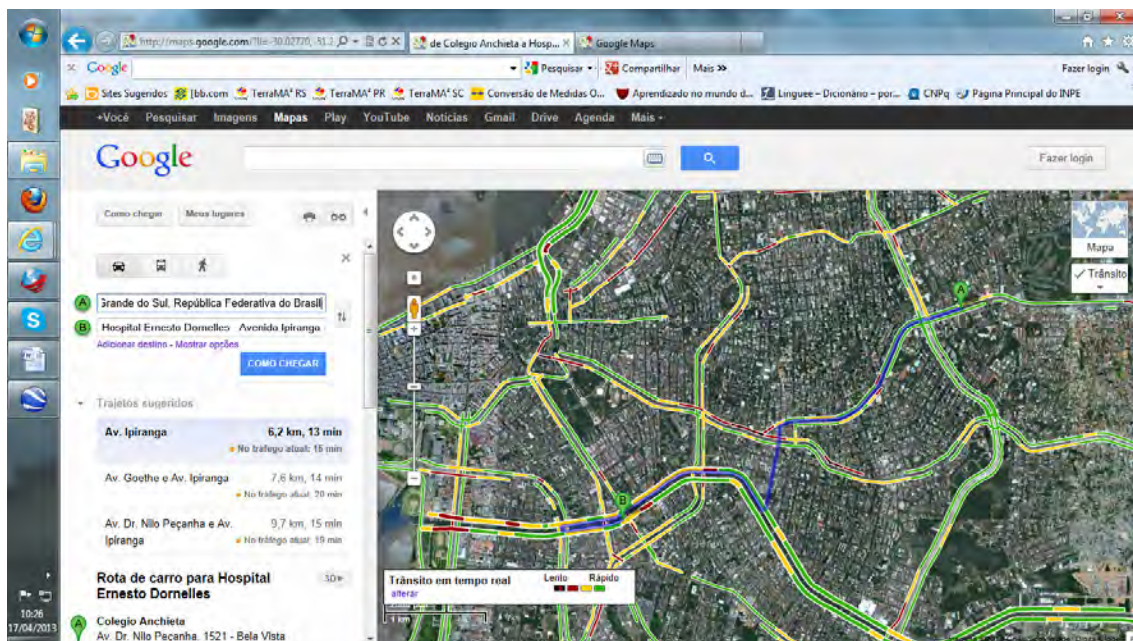 http://maps.google.com/?ll=-30.02770,-51.2
de Colegio Anchieta a Hosp...
Google Maps
Google
Pesquisar
Compartilhar
Mais »
Fazer login
Sites Sugeridos
[bb.com
TerraMA² RS
TerraMA² PR
TerraMA² SC
Conversão de Medidas O...
Aprendizado no mundo d...
Linguee – Dicionário – por...
CNPq
Página Principal do INPE
+Você Pesquisar Imagens Mapas Play YouTube Notícias Gmail Drive Agenda Mais
Google
Fazer login
Como chegar
Meus lugares
A
Grande do Sul, República Federativa do Brasil
B
Hospital Ernesto Dornelles Avenida Ipiranga
Adicionar destino - Mostrar opções
COMO CHEGAR
Trajetos sugeridos
Av. Ipiranga
6,2 km, 13 min
No tráfego atual:
Av. Goethe e Av. Ipiranga
7,6 km, 14 min
No tráfego atual: 20 min
Av. Dr. Nilo Peçanha e Av.
Ipiranga
9,7 km, 15 min
No tráfego atual: 19 min
Rota de carro para Hospital
Ernesto Dornelles
3D
A
Colegio Anchieta
Av. Dr. Nilo Peçanha, 1521 - Bela Vista
Mapa
Trânsito
A
B
Trânsito em tempo real
Lento
Rápido
alterar
1 km
S
10:26
17/04/2013